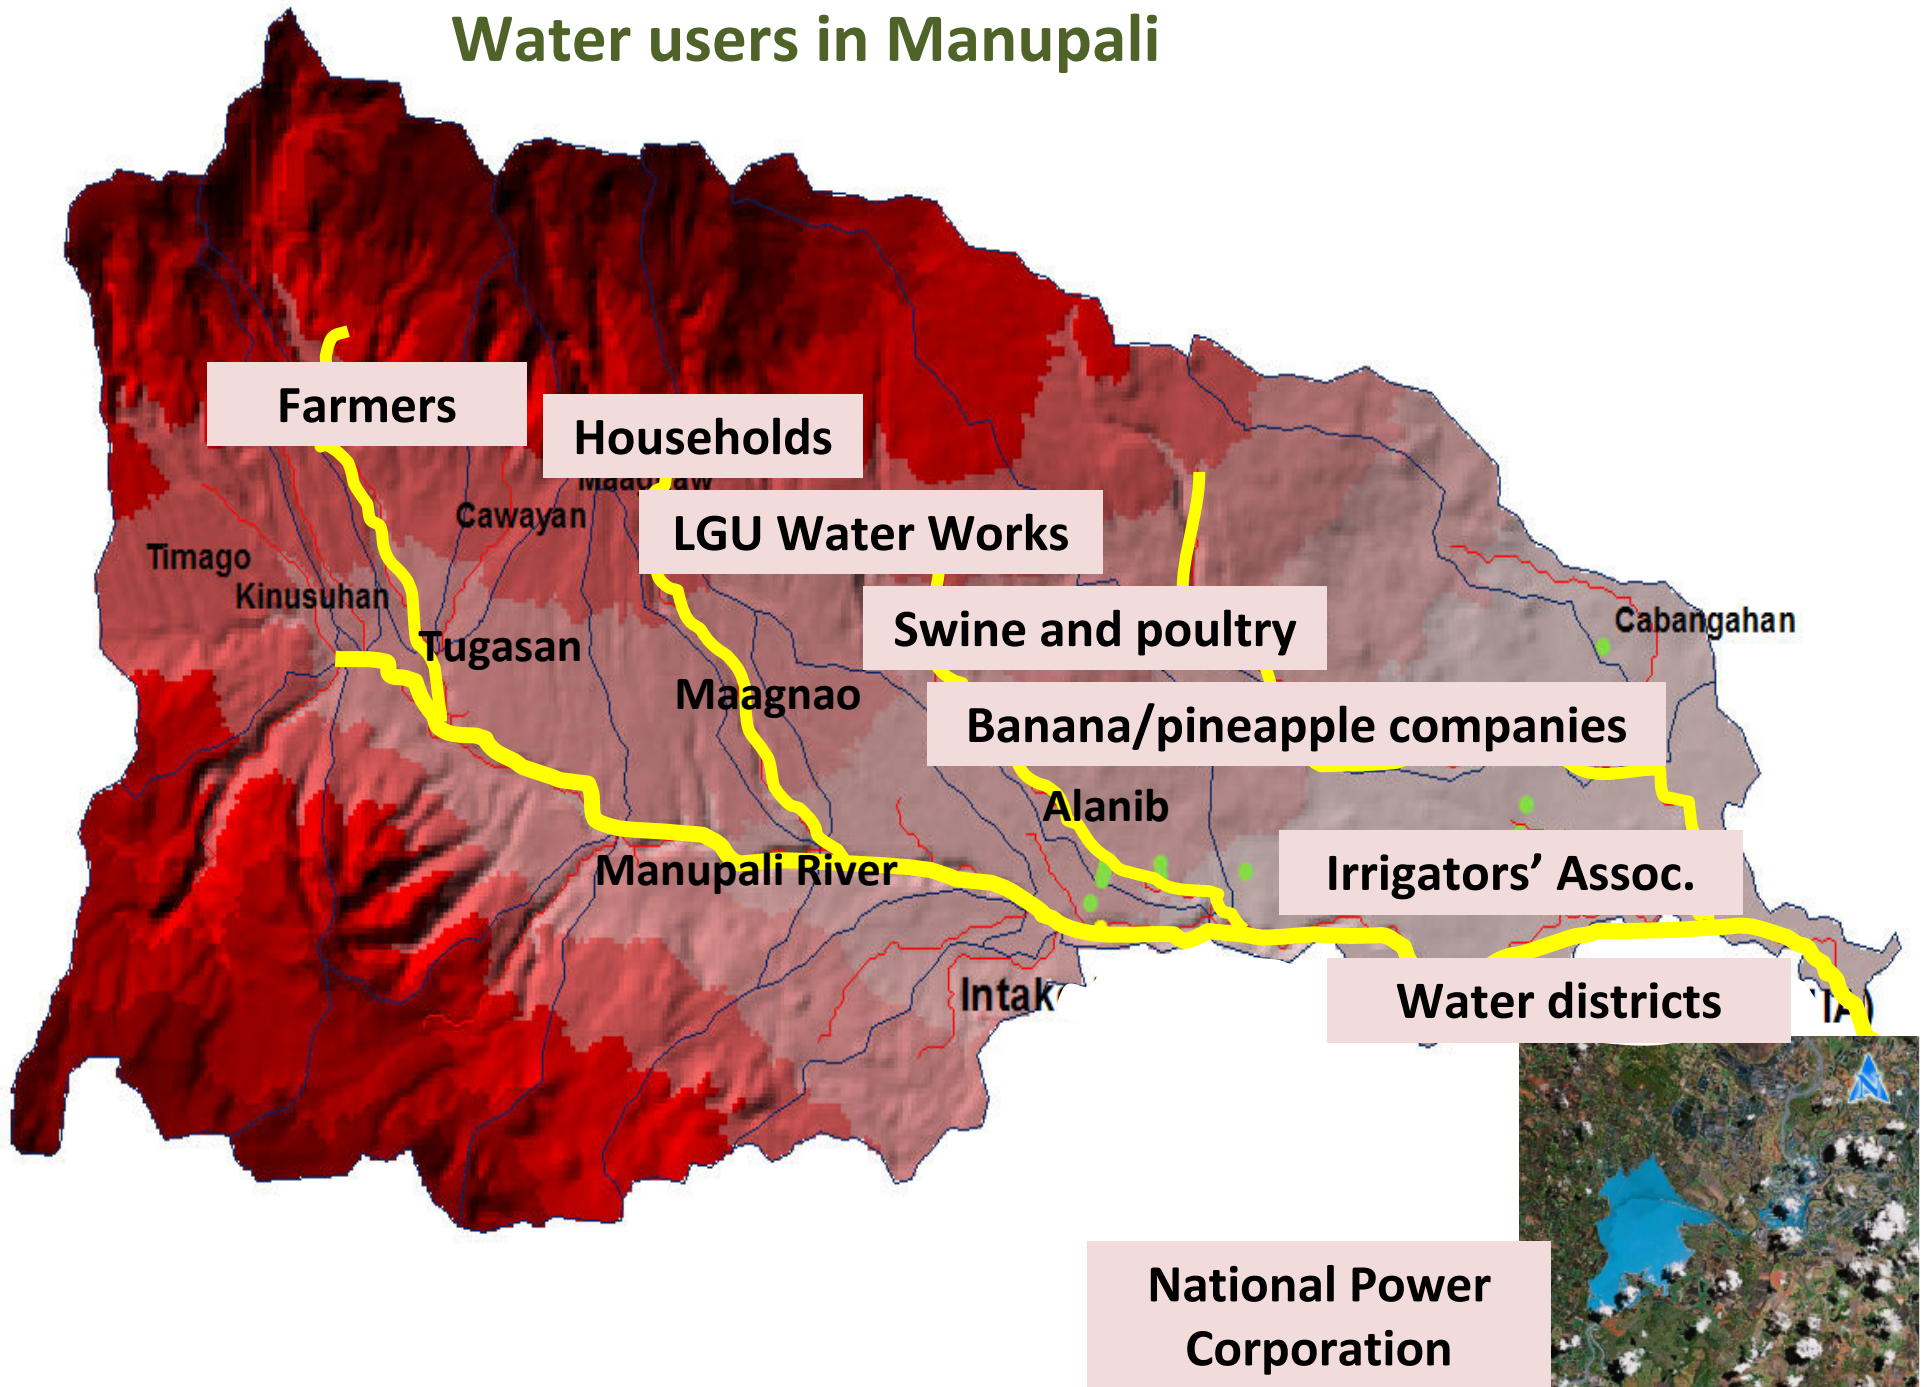 Water users in Manupali
Farmers
Households
LGU Water Works
Cawayan
Timago
Kinusuhan
Swine and poultry
Cabangahan
Tugasan
Maagnao
Banana/pineapple companies
Alanib
Manupali River
Irrigators’ Assoc.
Water districts
N
National Power
Corporation